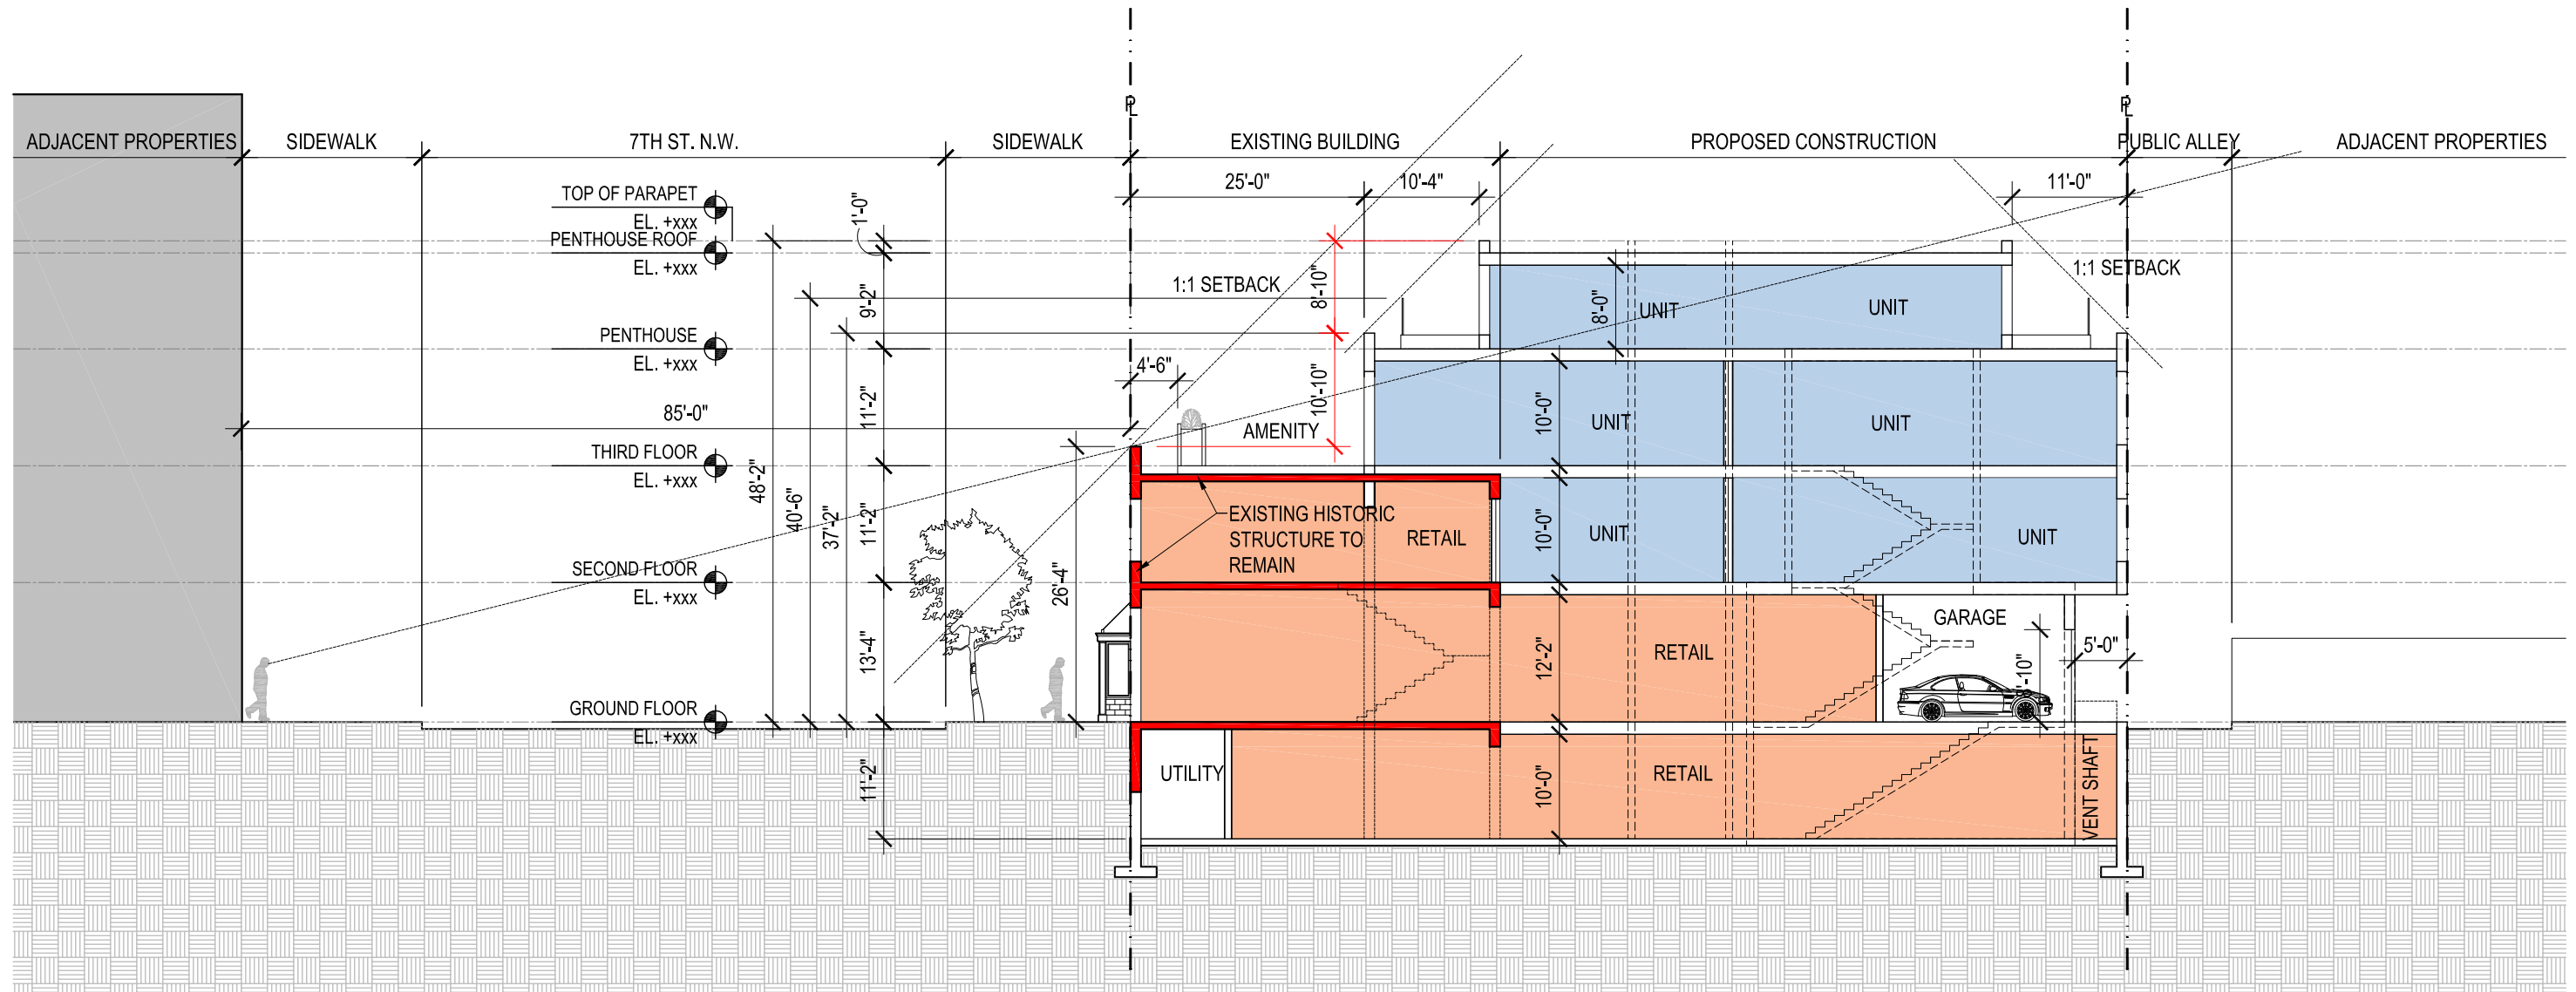 PL
PL
ADJACENT PROPERTIES
SIDEWALK
7TH ST. N.W.
SIDEWALK
EXISTING BUILDING
PROPOSED CONSTRUCTION
PUBLIC ALLEY
ADJACENT PROPERTIES
25'-0"
10'-4"
11'-0"
TOP OF PARAPET
EL. +xxx
PENTHOUSE ROOF
EL. +xxx
1'-0"
9'-2"
1:1 SETBACK
8'-10"
8'-0"
UNIT
UNIT
1:1 SETBACK
PENTHOUSE
EL. +xxx
4'-6"
10'-10"
11'-2"
85'-0"
AMENITY
10'-0"
UNIT
UNIT
THIRD FLOOR
EL. +xxx
48'-2"
40'-6"
37'-2"
11'-2"
EXISTING HISTORIC
STRUCTURE TO
REMAIN
RETAIL
10'-0"
UNIT
UNIT
SECOND FLOOR
EL. +xxx
26'-4"
13'-4"
12'-2"
RETAIL
GARAGE
5'-0"
'-10"
GROUND FLOOR
EL. +xxx
11'-2"
UTILITY
10'-0"
RETAIL
VENT SHAFT